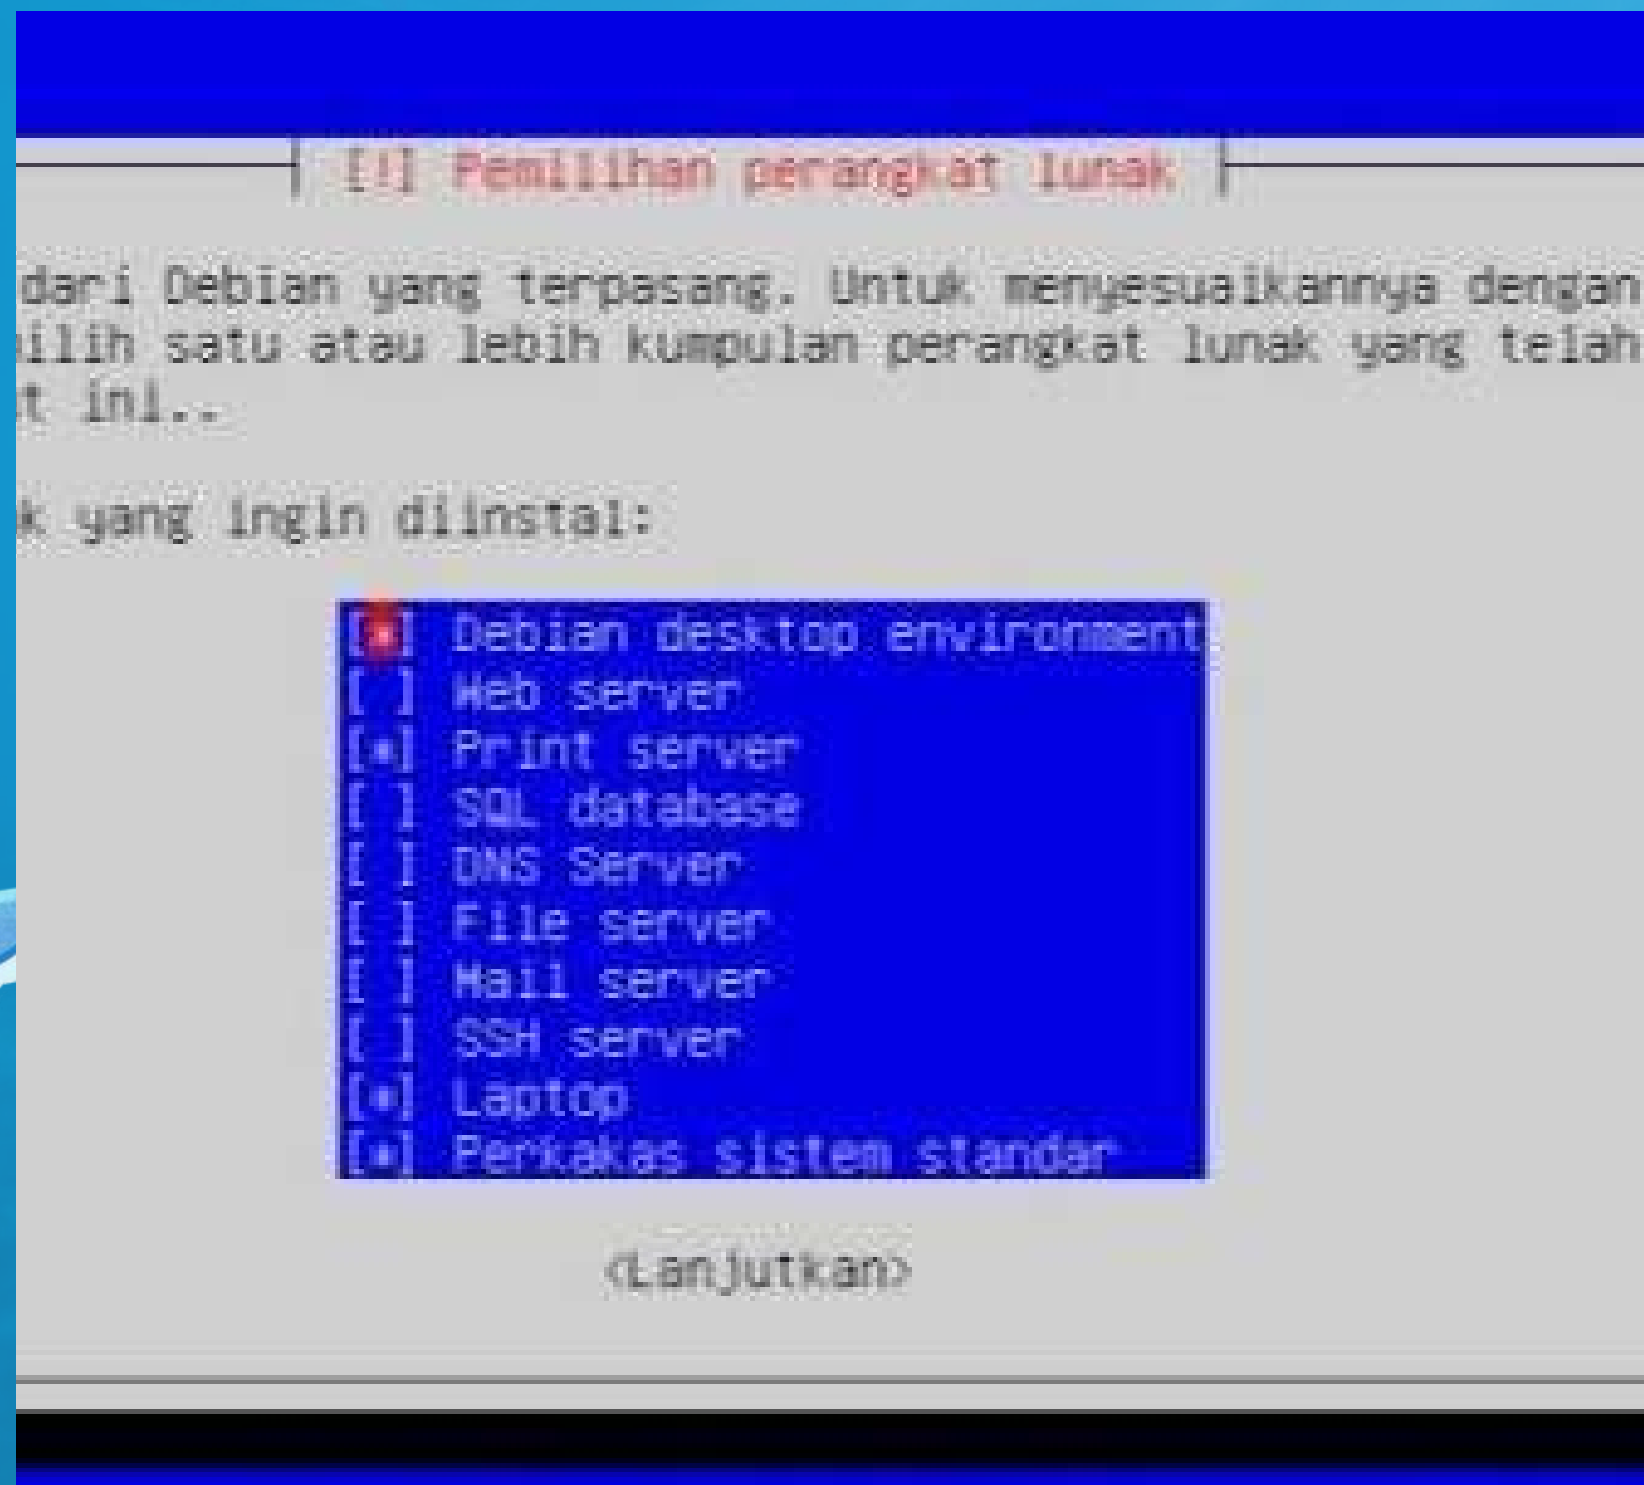 [!] Pemilihan perangkat lunak
dari Debian yang terpasang. Untuk menyesuaikannya dengan
ilih satu atau lebih kumpulan perangkat lunak yang telah
t ini..
k yang ingin diinstal:
[*] Debian desktop environment
[ ] Web server
[*] Print server
[ ] SQL database
[ ] DNS Server
[ ] File server
[ ] Mail server
[ ] SSH server
[*] Laptop
[*] Perkakas sistem standar
<Lanjutkan>